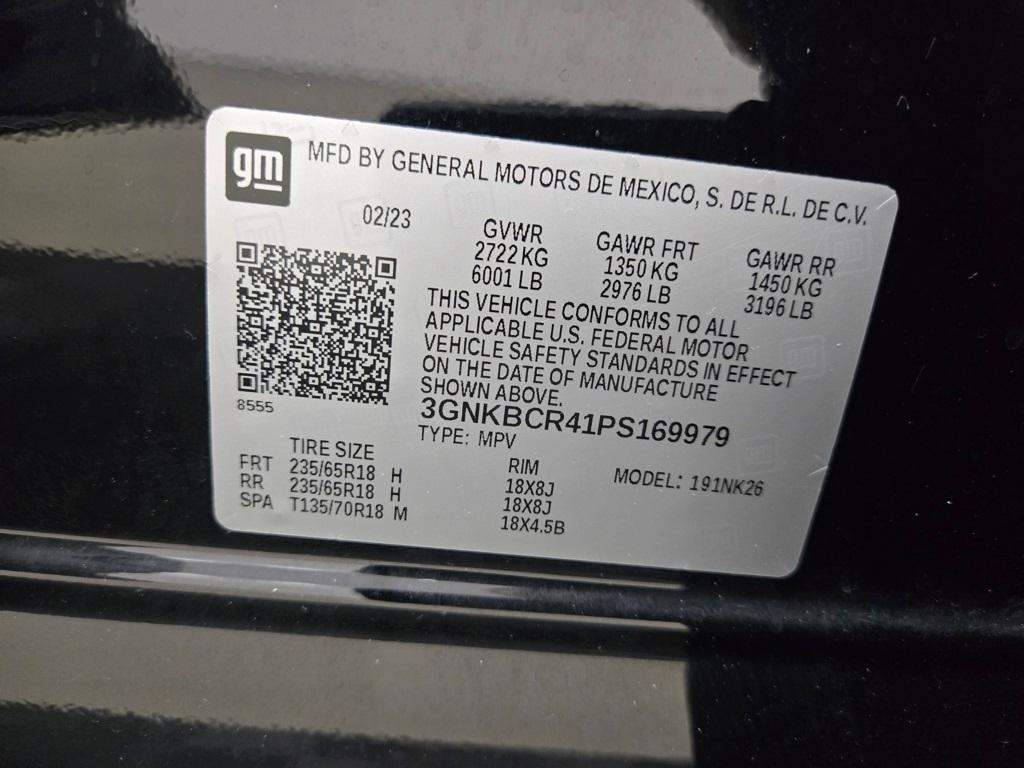 gm MFD BY GENERAL MOTORS DE MEXICO, S. DE R.L. DE C.V.
02/23
GVWR
2722 KG
6001 LB
GAWR FRT
1350 KG
2976 LB
GAWR RR
1450 KG
3196 LB
THIS VEHICLE CONFORMS TO ALL
APPLICABLE U.S. FEDERAL MOTOR
VEHICLE SAFETY STANDARDS IN EFFECT
ON THE DATE OF MANUFACTURE
SHOWN ABOVE.
8555
3GNKBCR41PS169979
TYPE: MPV
MODEL: 191NK26
TIRE SIZE RIM
FRT 235/65R18 H 18X8J
RR 235/65R18 H 18X8J
SPA T135/70R18 M 18X4.5B